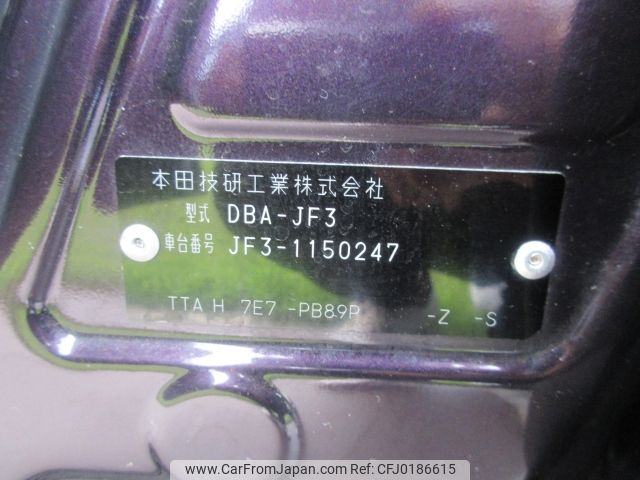 本田技研工業株式会社
型式 DBA-JF3
車台番号 JF3-1150247
TTA H 7E7 -PB89P -Z -S
www.CarFromJapan.com | Ref No. CFJ0186615